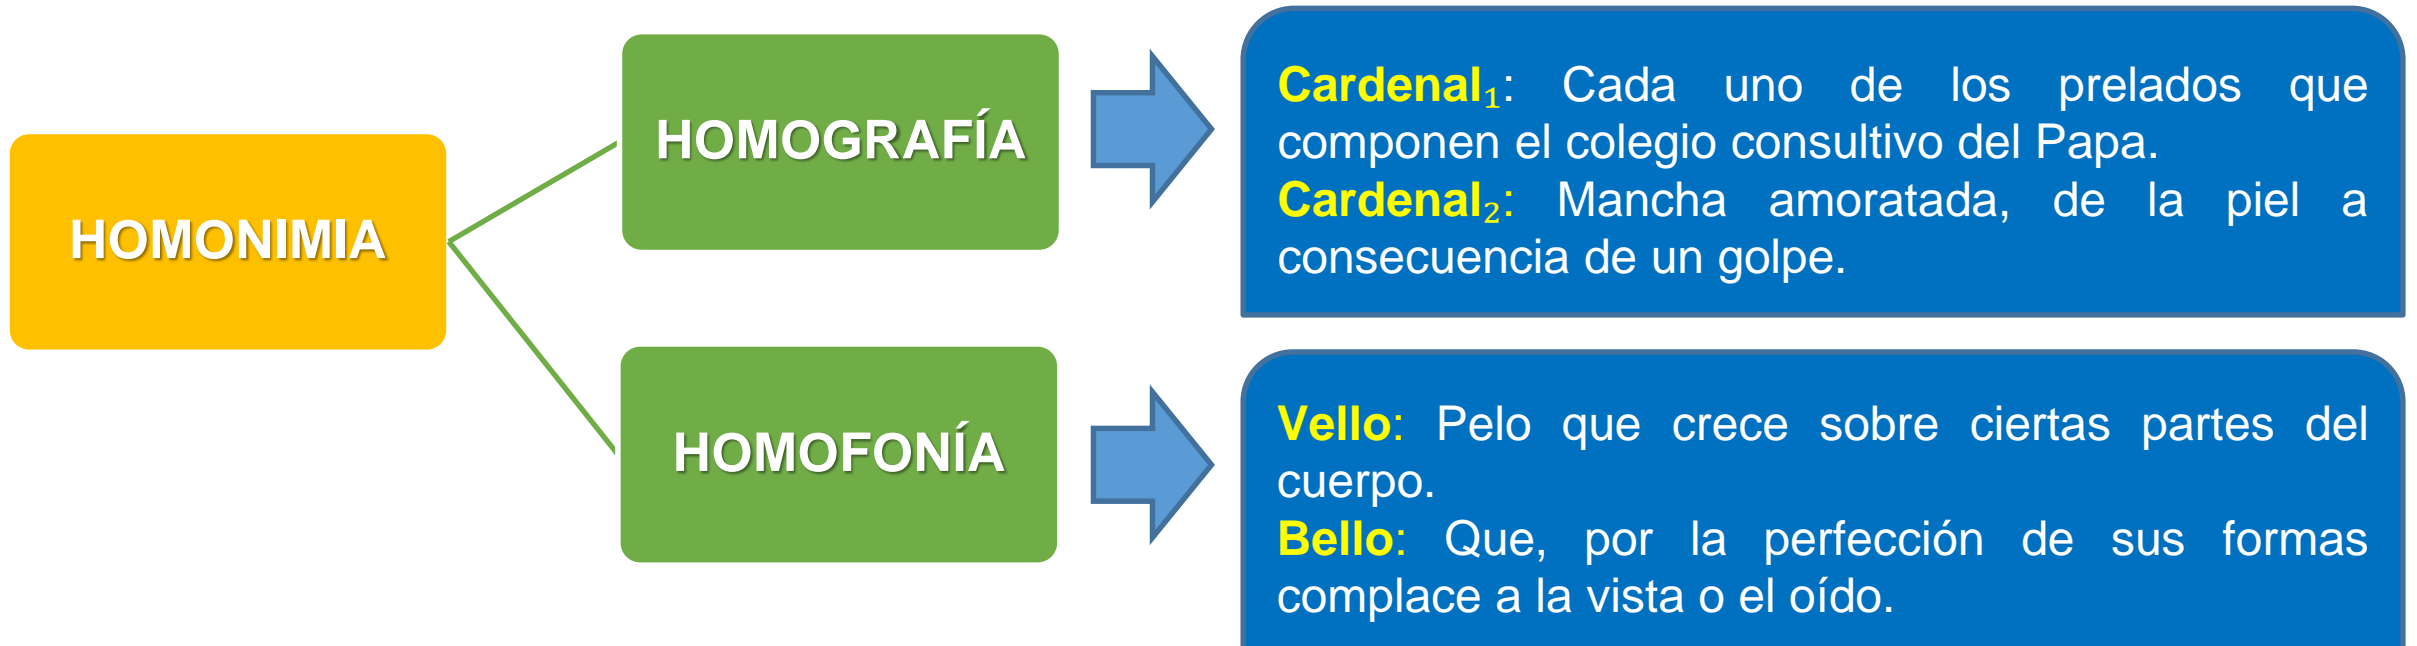 HOMONIMIA
HOMOGRAFÍA
Cardenal₁: Cada uno de los prelados que
componen el colegio consultivo del Papa.
Cardenal₂: Mancha amoratada, de la piel a
consecuencia de un golpe.
HOMOFONÍA
Vello: Pelo que crece sobre ciertas partes del
cuerpo.
Bello: Que, por la perfección de sus formas
complace a la vista o el oído.